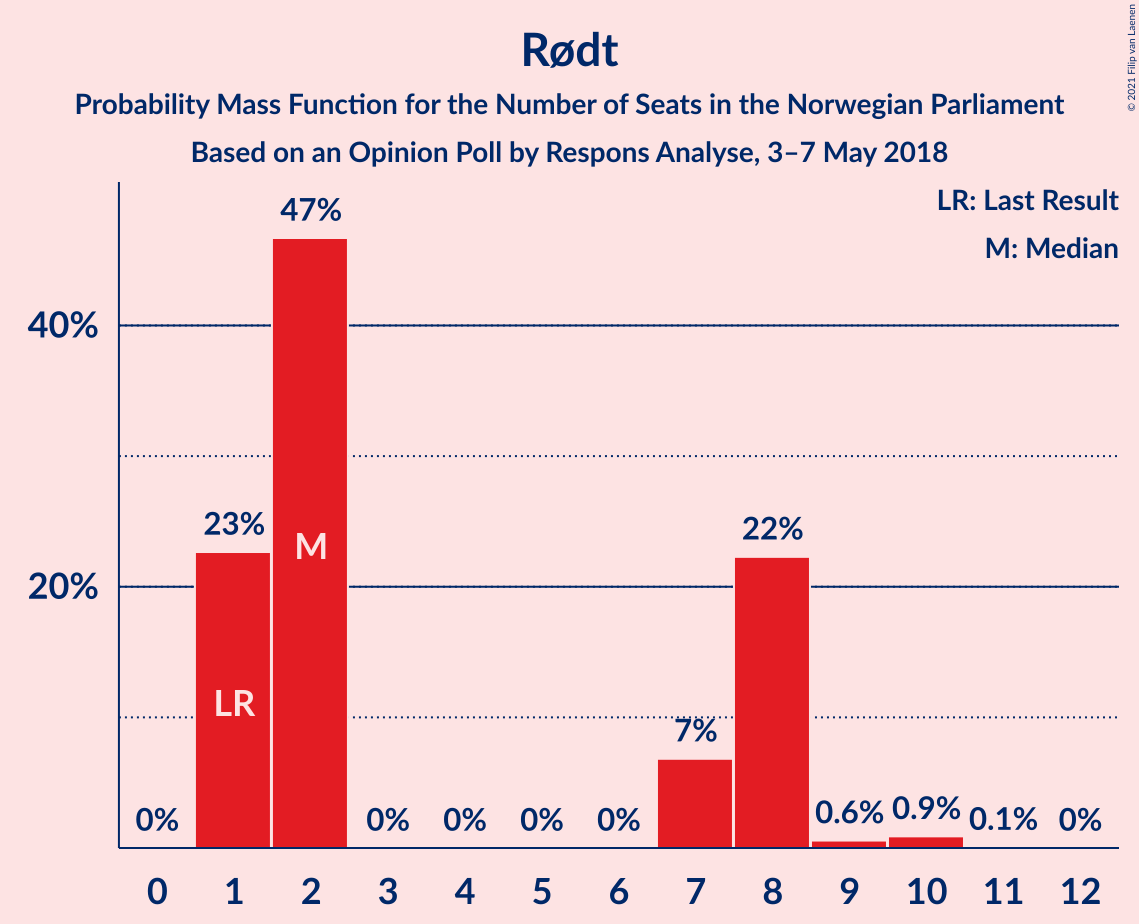 Rødt
Probability Mass Function for the Number of Seats in the Norwegian Parliament
Based on an Opinion Poll by Respons Analyse, 3–7 May 2018
© 2021 Filip van Laenen
LR: Last Result
M: Median
40%
20%
0%
23%
47%
0%
0%
0%
0%
7%
22%
0.6%
0.9%
0.1%
0%
LR
M
0 1 2 3 4 5 6 7 8 9 10 11 12